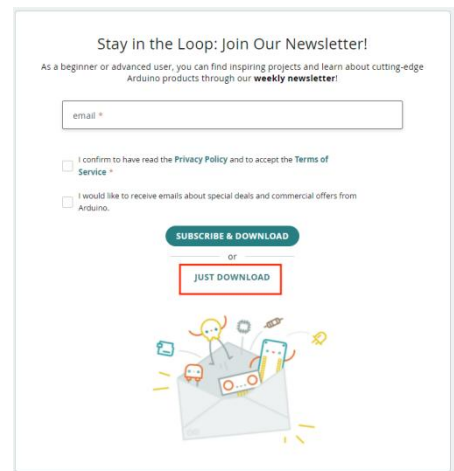 Stay in the Loop: Join Our Newsletter!
As a beginner or advanced user, you can find inspiring projects and learn about cutting-edge
Arduino products through our weekly newsletter!
email *
I confirm to have read the Privacy Policy and to accept the Terms of
Service *
I would like to receive emails about special deals and commercial offers from
Arduino.
SUBSCRIBE & DOWNLOAD
or
JUST DOWNLOAD